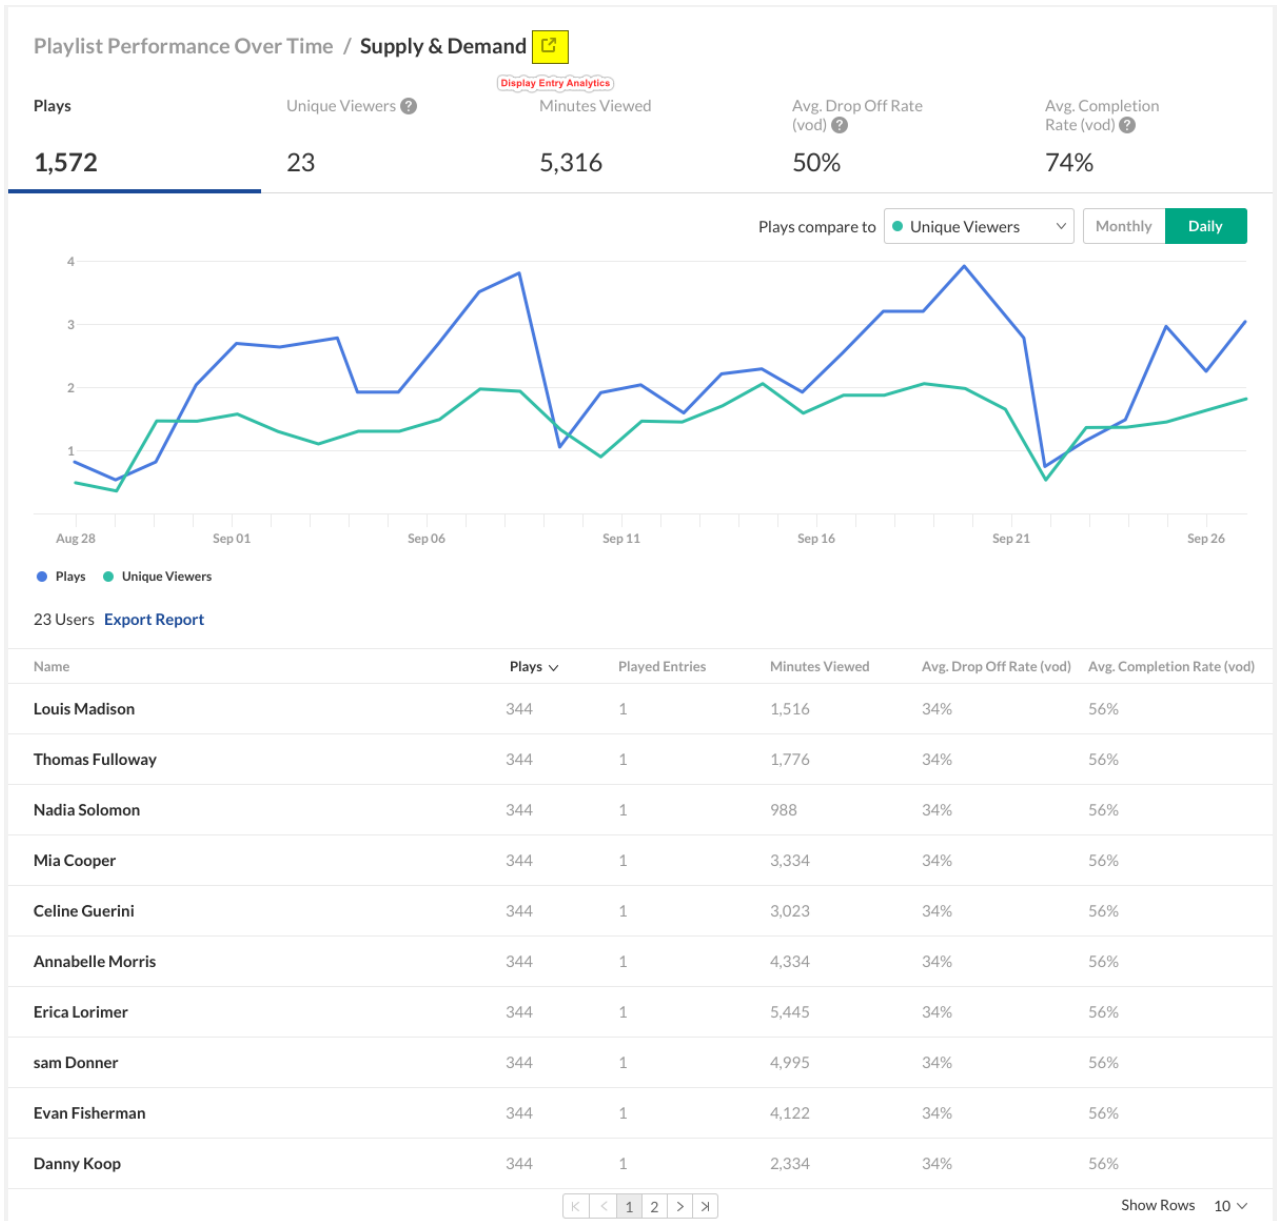 Playlist Performance Over Time / Supply & Demand
Display Entry Analytics
Plays
Unique Viewers ?
Minutes Viewed
Avg. Drop Off Rate
(vod) ?
Avg. Completion
Rate (vod) ?
1,572
23
5,316
50%
74%
Plays compare to Unique Viewers Monthly Daily
4
3
2
1
Aug 28 Sep 01 Sep 06 Sep 11 Sep 16 Sep 21 Sep 26
Plays Unique Viewers
23 Users Export Report
Name Plays Played Entries Minutes Viewed Avg. Drop Off Rate (vod) Avg. Completion Rate (vod)
Louis Madison 344 1 1,516 34% 56%
Thomas Fulloway 344 1 1,776 34% 56%
Nadia Solomon 344 1 988 34% 56%
Mia Cooper 344 1 3,334 34% 56%
Celine Guerini 344 1 3,023 34% 56%
Annabelle Morris 344 1 4,334 34% 56%
Erica Lorimer 344 1 5,445 34% 56%
sam Donner 344 1 4,995 34% 56%
Evan Fisherman 344 1 4,122 34% 56%
Danny Koop 344 1 2,334 34% 56%
1 2 Show Rows 10